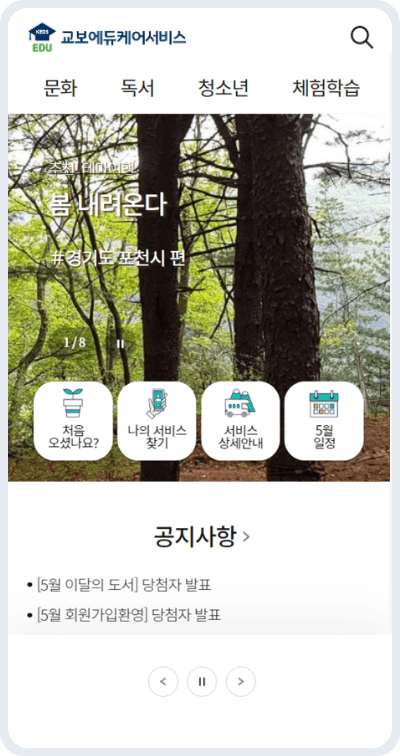 KEDS
EDU
교보에듀케어서비스
문화 독서 청소년 체험학습
추천! 테마여행
봄 내려온다
#경기도 포천시 편
1/8
처음
오셨나요?
나의 서비스
찾기
서비스
상세안내
5월
일정
공지사항 >
• [5월 이달의 도서] 당첨자 발표
• [5월 회원가입환영] 당첨자 발표